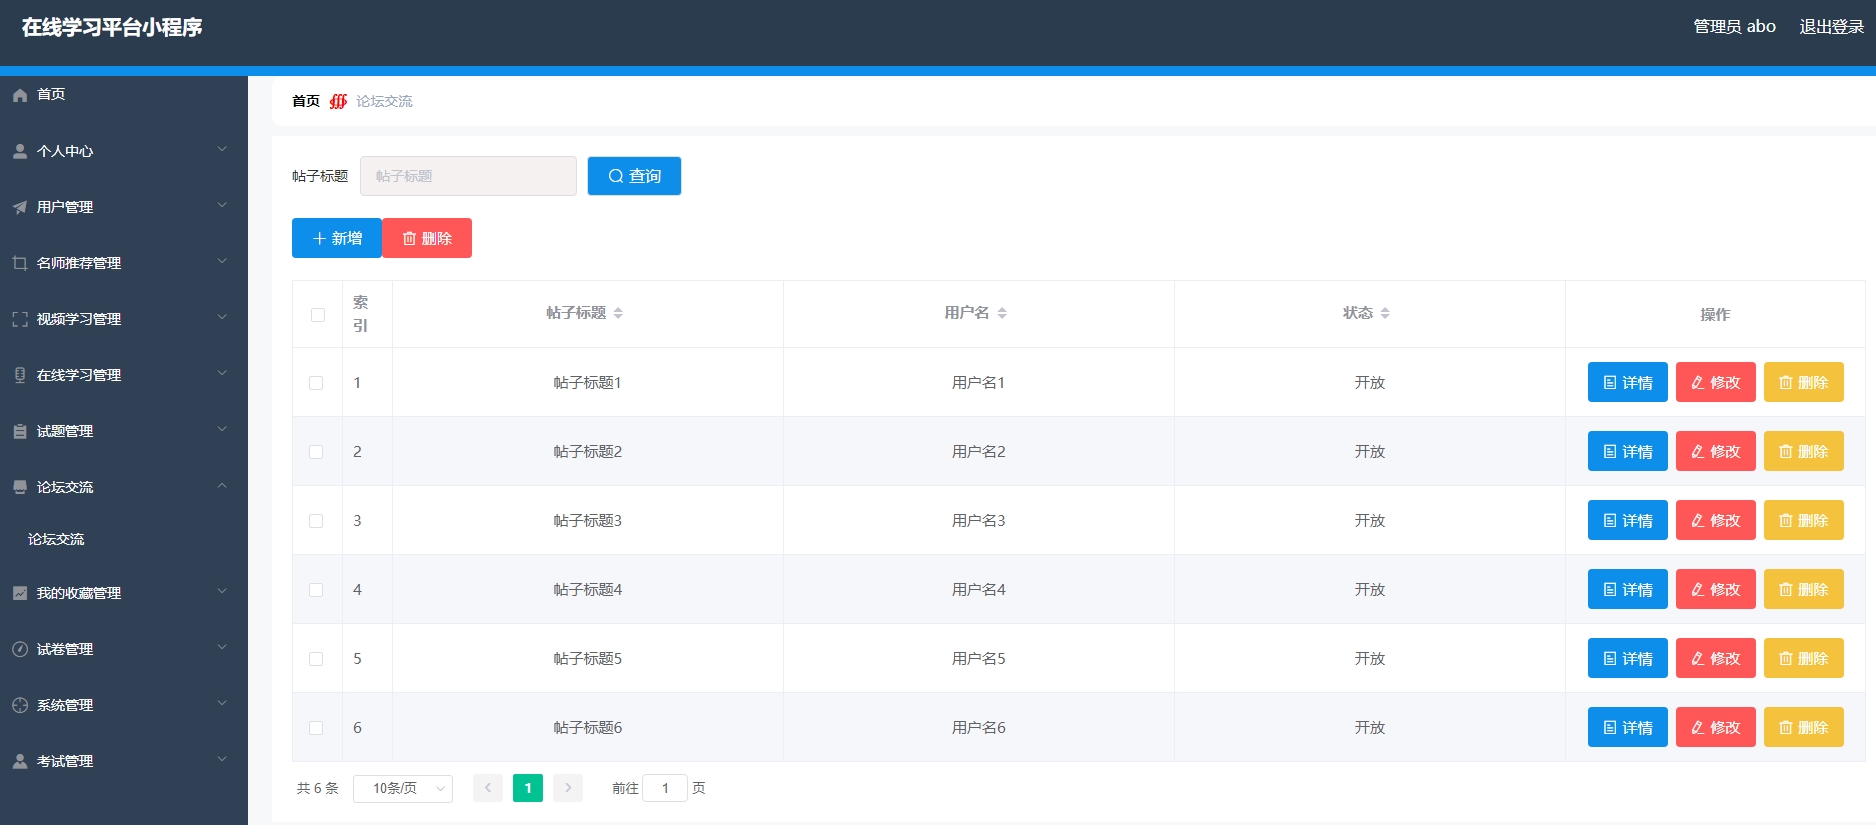 在线学习平台小程序
管理员 abo 退出登录
首页
个人中心
用户管理
名师推荐管理
视频学习管理
在线学习管理
试题管理
论坛交流
论坛交流
我的收藏管理
试卷管理
系统管理
考试管理
首页 论坛交流
帖子标题 帖子标题 查询
新增 删除
索引 帖子标题 用户名 状态 操作
1 帖子标题1 用户名1 开放 详情 修改 删除
2 帖子标题2 用户名2 开放 详情 修改 删除
3 帖子标题3 用户名3 开放 详情 修改 删除
4 帖子标题4 用户名4 开放 详情 修改 删除
5 帖子标题5 用户名5 开放 详情 修改 删除
6 帖子标题6 用户名6 开放 详情 修改 删除
共 6 条 10条/页 1 前往 1 页